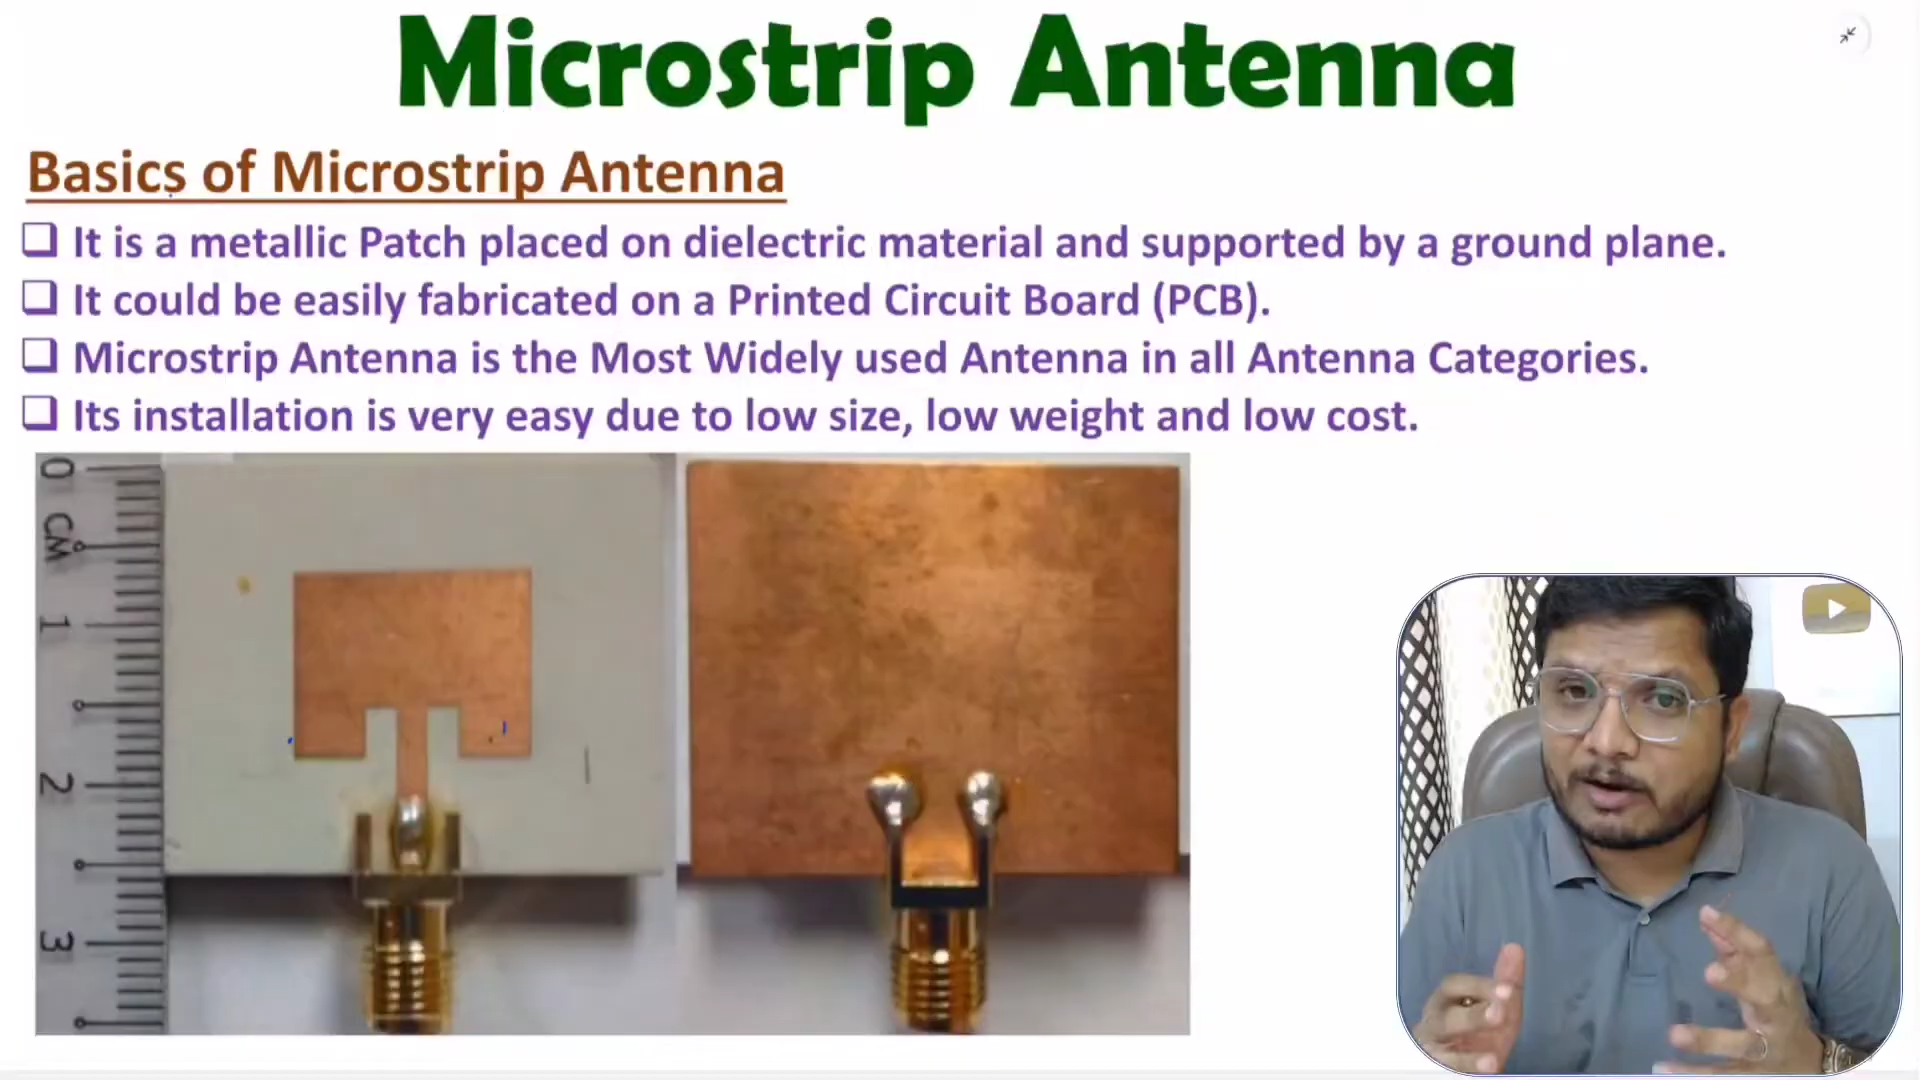 Microstrip Antenna
Basics of Microstrip Antenna
It is a metallic Patch placed on dielectric material and supported by a ground plane.
It could be easily fabricated on a Printed Circuit Board (PCB).
Microstrip Antenna is the Most Widely used Antenna in all Antenna Categories.
Its installation is very easy due to low size, low weight and low cost.
0
CM
1
2
3